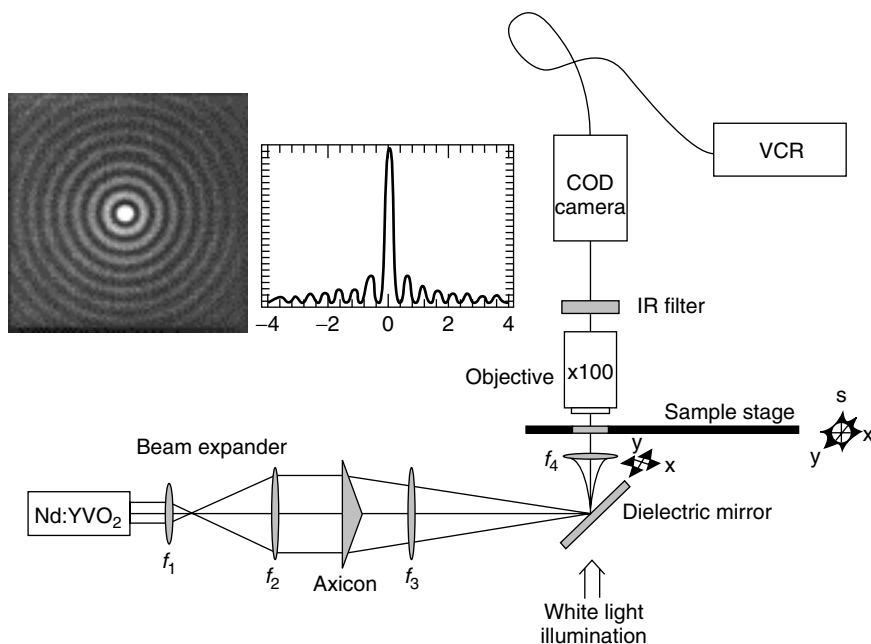 VCR
COD
camera
−4
−2
0
2
4
IR filter
Objective
x100
Sample stage
s
x
y
y
x
f4
Beam expander
Nd:YVO2
Dielectric mirror
f1
f2
Axicon
f3
White light
illumination